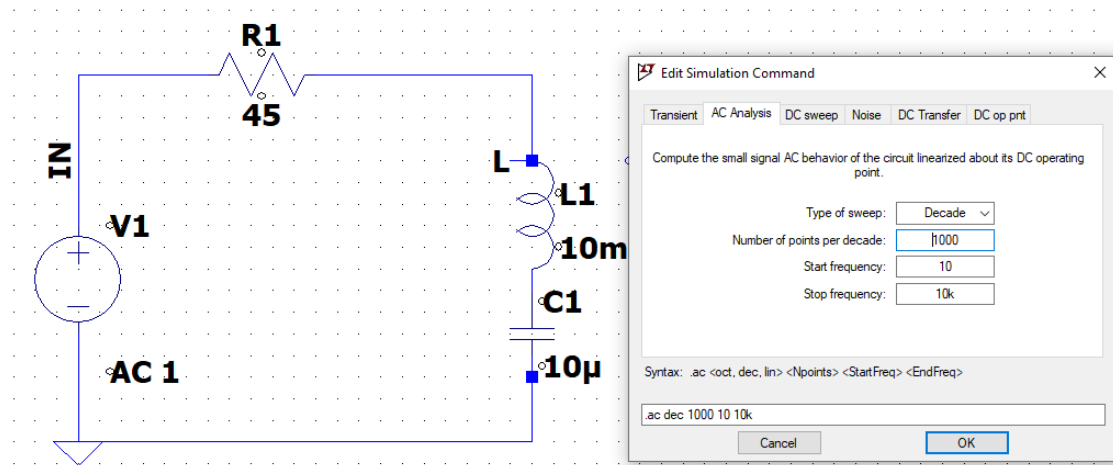 R1
45
IN
V1
AC 1
L
L1
10m
C1
10µ
Edit Simulation Command
Transient
AC Analysis
DC sweep
Noise
DC Transfer
DC op pnt
Compute the small signal AC behavior of the circuit linearized about its DC operating
point.
Type of sweep: Decade
Number of points per decade: 1000
Start frequency: 10
Stop frequency: 10k
Syntax: .ac <oct, dec, lin> <Npoints> <StartFreq> <EndFreq>
.ac dec 1000 10 10k
Cancel
OK